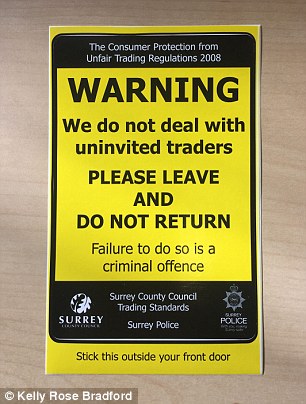 The Consumer Protection from
Unfair Trading Regulations 2008
WARNING
We do not deal with
uninvited traders
PLEASE LEAVE
AND
DO NOT RETURN
Failure to do so is a
criminal offence
Surrey County Council
Trading Standards
Surrey Police
SURREY
COUNTY COUNCIL
SURREY
POLICE
Stick this outside your front door
© Kelly Rose Bradford